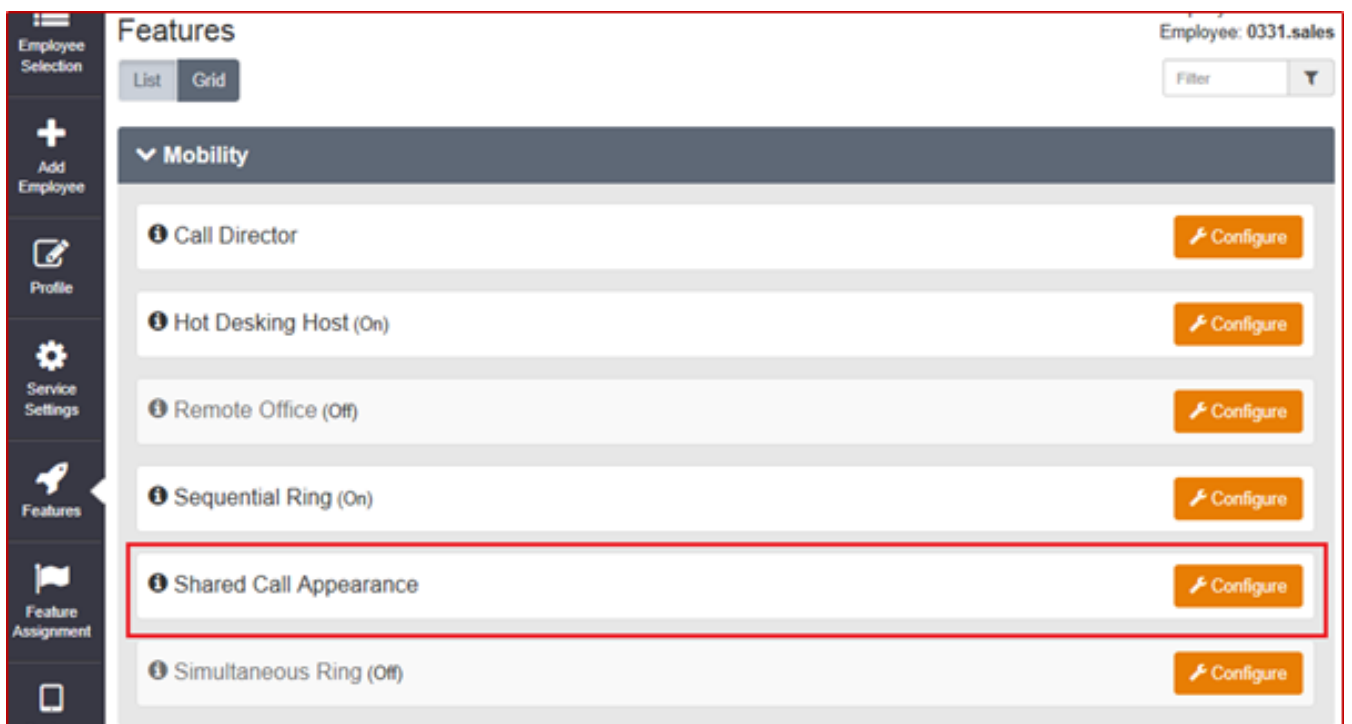 Employee
Selection
Add
Employee
Profile
Service
Settings
Features
Feature
Assignment
Features
Employee: 0331.sales
List Grid
Filter
Mobility
Call Director
Configure
Hot Desking Host (On)
Configure
Remote Office (Off)
Configure
Sequential Ring (On)
Configure
Shared Call Appearance
Configure
Simultaneous Ring (Off)
Configure